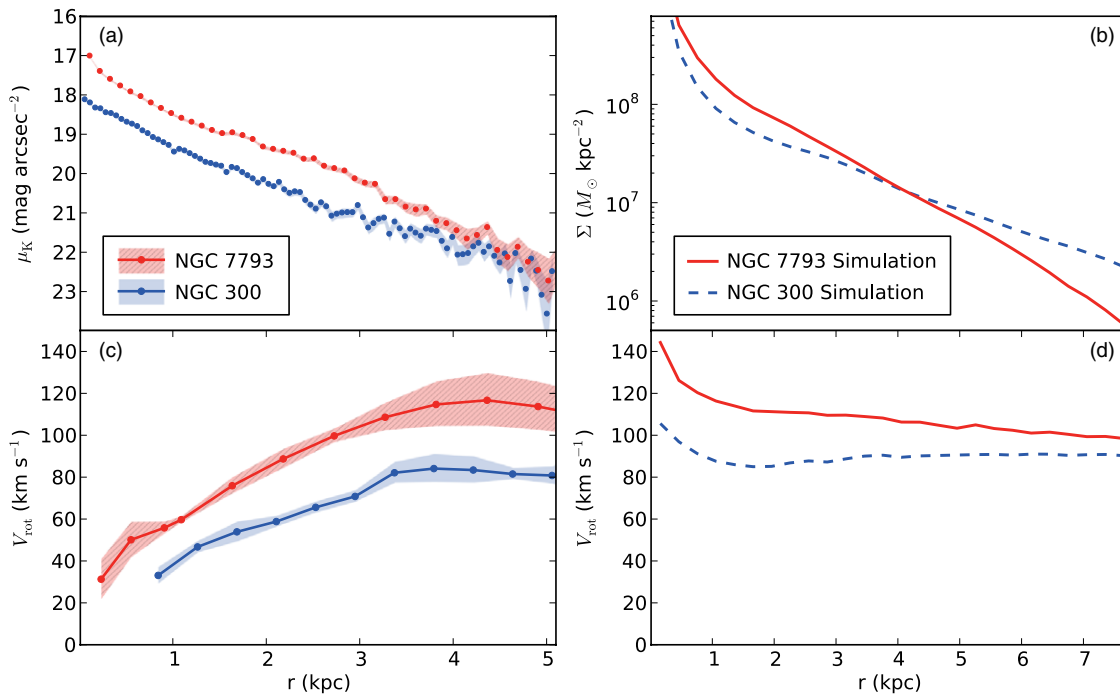 (a)
16
17
18
19
20
21
22
23
μK (mag arcsec−2)
NGC 7793
NGC 300
(b)
10^8
10^7
10^6
Σ (M⊙ kpc−2)
NGC 7793 Simulation
NGC 300 Simulation
(c)
140
120
100
80
60
40
20
0
Vrot (km s−1)
1
2
3
4
5
r (kpc)
(d)
140
120
100
80
60
40
20
0
Vrot (km s−1)
1
2
3
4
5
6
7
r (kpc)